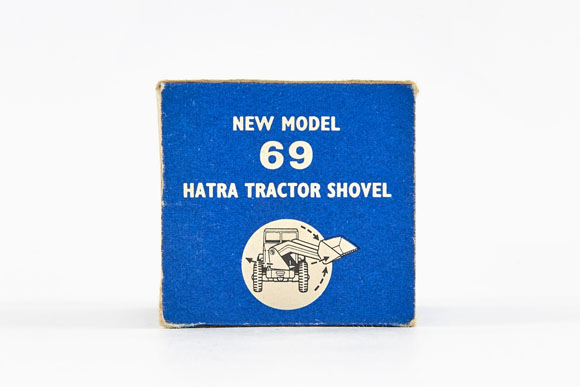 NEW MODEL
69
HATRA TRACTOR SHOVEL